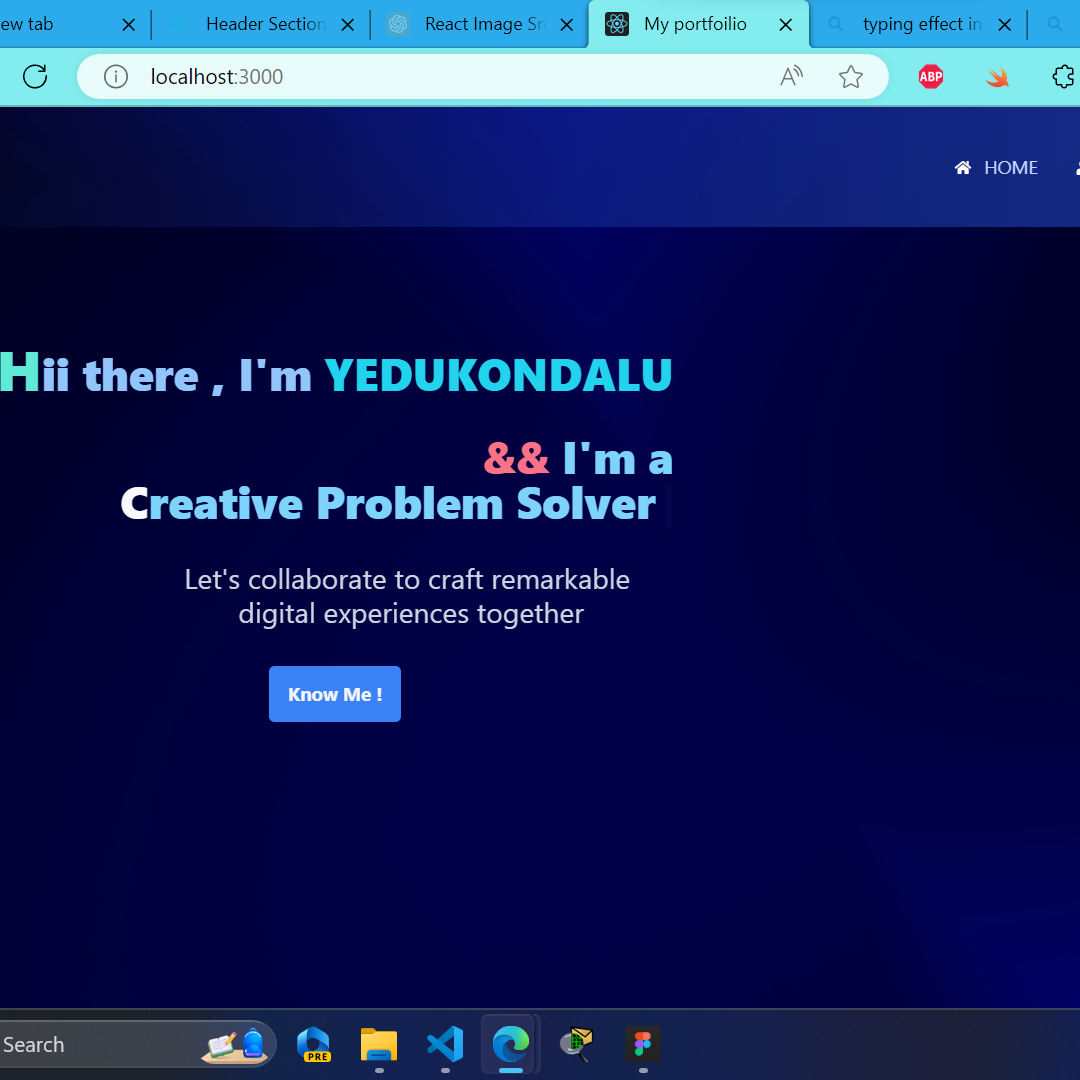 ew tab
Header Section
React Image Src
My portfoilio
typing effect in
localhost:3000
ABP
HOME
Hii there , I'm YEDUKONDALU
&& I'm a
Creative Problem Solver
Let's collaborate to craft remarkable
digital experiences together
Know Me !
Search
PRE